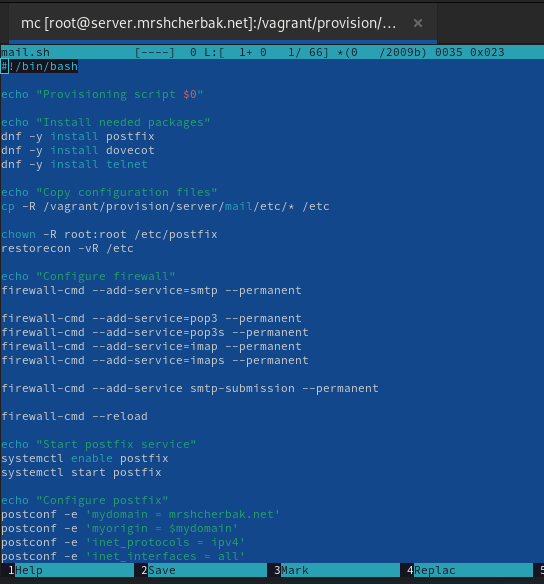 mc [root@server.mrshcherbak.net]:/vagrant/provision/... ×
mail.sh [----] 0 L:[ 1+ 0 1/ 66] *(0 /2009b) 0035 0x023
#!/bin/bash
echo "Provisioning script $0"
echo "Install needed packages"
dnf -y install postfix
dnf -y install dovecot
dnf -y install telnet
echo "Copy configuration files"
cp -R /vagrant/provision/server/mail/etc/* /etc
chown -R root:root /etc/postfix
restorecon -vR /etc
echo "Configure firewall"
firewall-cmd --add-service=smtp --permanent
firewall-cmd --add-service=pop3 --permanent
firewall-cmd --add-service=pop3s --permanent
firewall-cmd --add-service=imap --permanent
firewall-cmd --add-service=imaps --permanent
firewall-cmd --add-service smtp-submission --permanent
firewall-cmd --reload
echo "Start postfix service"
systemctl enable postfix
systemctl start postfix
echo "Configure postfix"
postconf -e 'mydomain = mrshcherbak.net'
postconf -e 'myorigin = $mydomain'
postconf -e 'inet_protocols = ipv4'
postconf -e 'inet_interfaces = all'
1Help 2Save 3Mark 4Replac 5